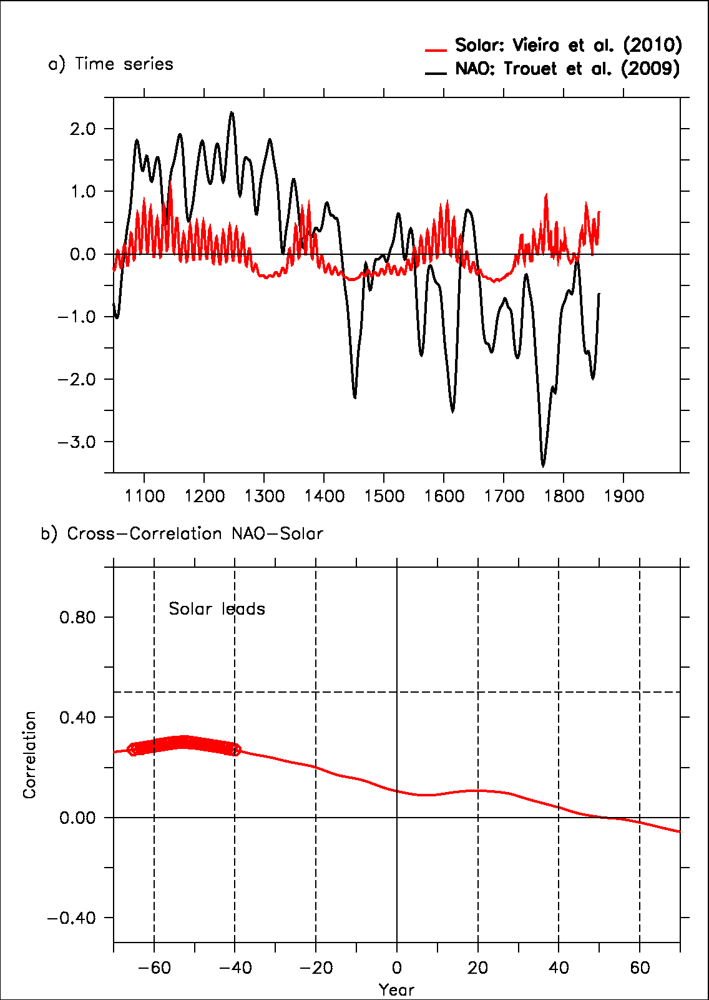 Solar: Vieira et al. (2010)
a) Time series
NAO: Trouet et al. (2009)
2.0
1.0
0.0
−1.0
−2.0
−3.0
1100 1200 1300 1400 1500 1600 1700 1800 1900
b) Cross−Correlation NAO−Solar
Solar leads
0.80
0.40
0.00
−0.40
Correlation
−60 −40 −20 0 20 40 60
Year